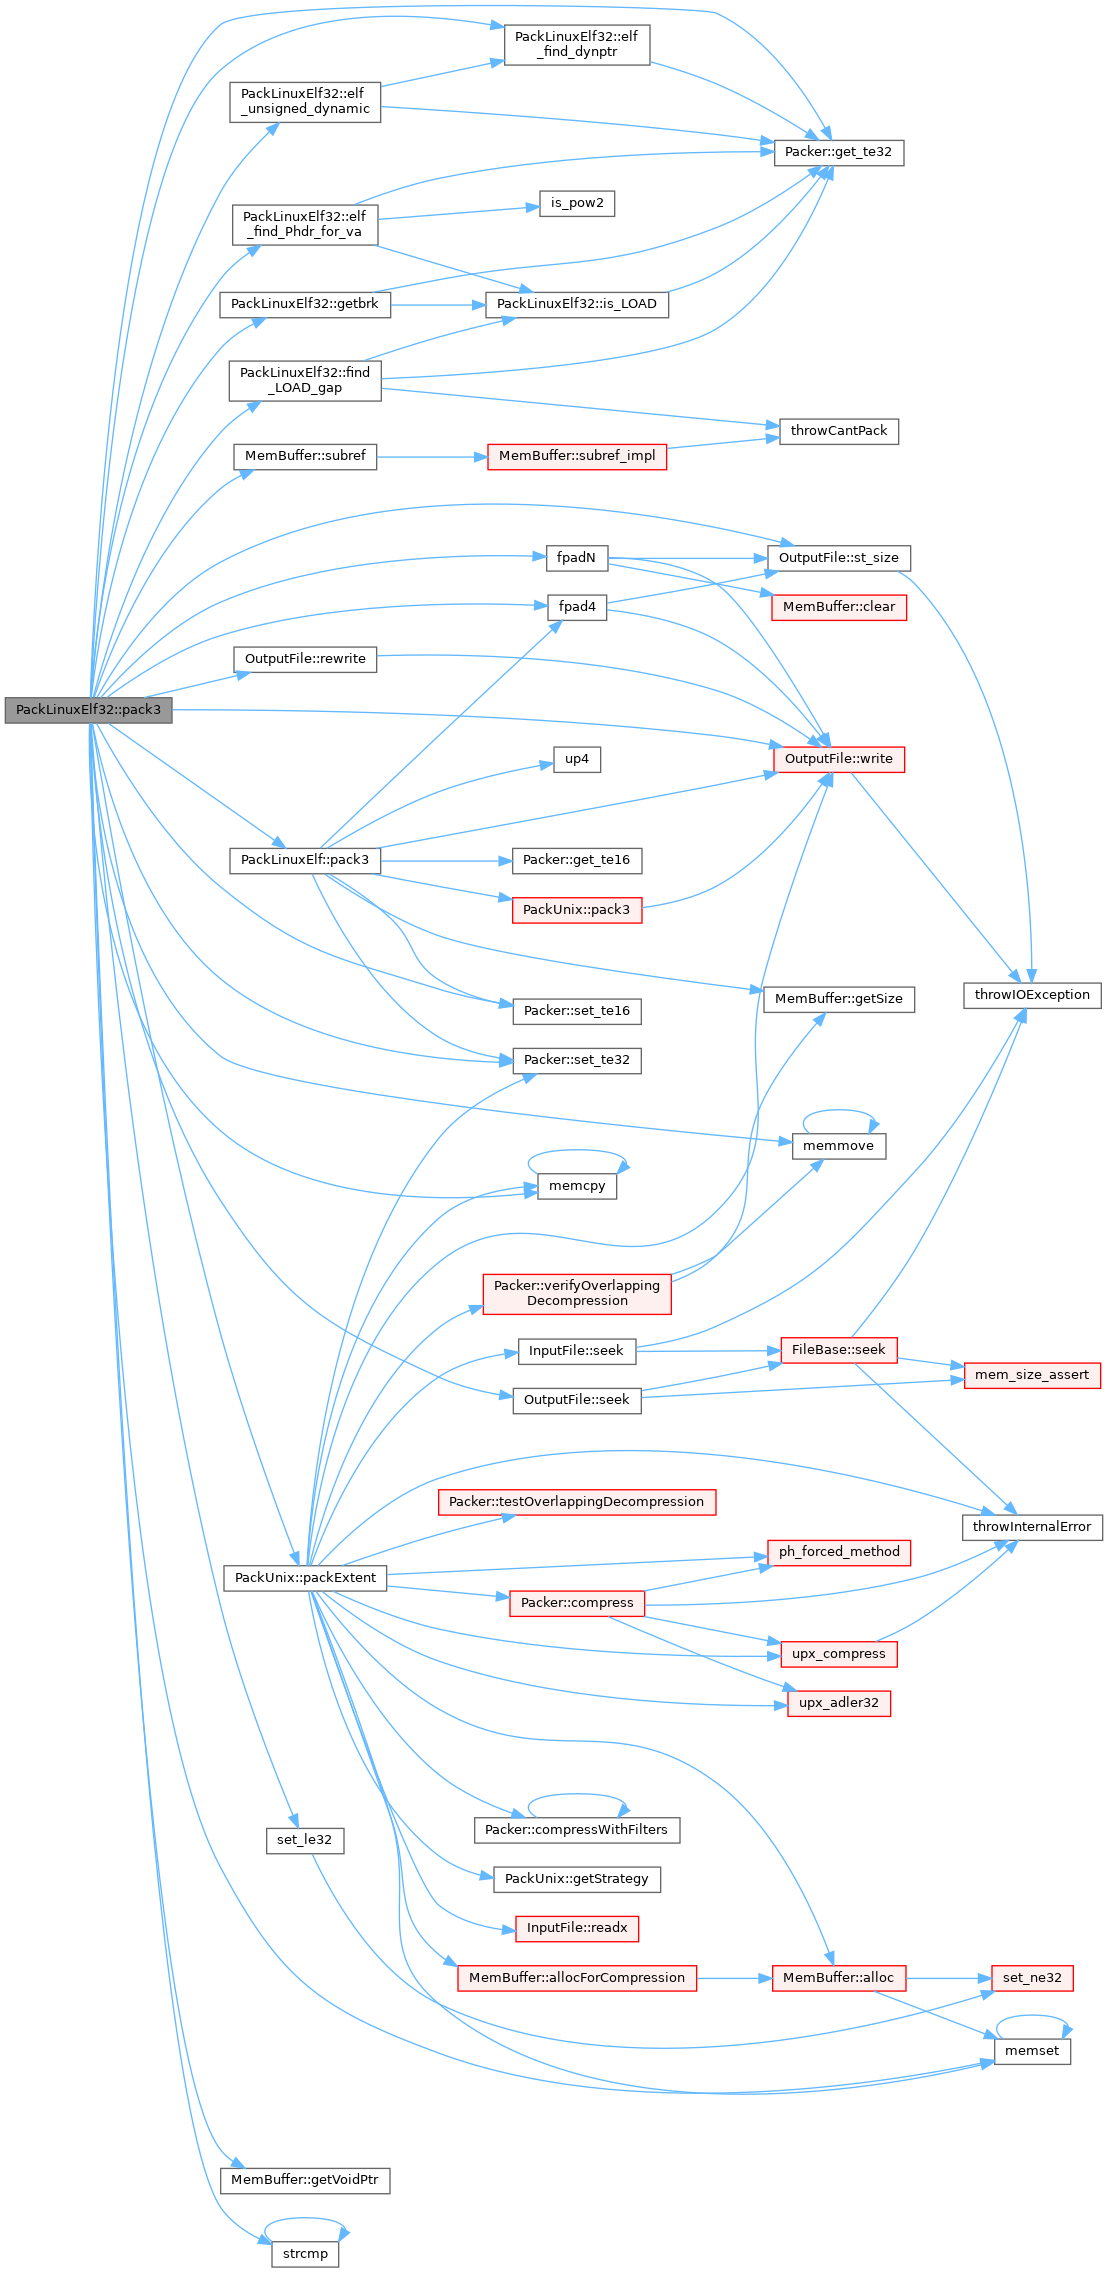 PackLinuxElf32::elf
_find_dynptr
PackLinuxElf32::elf
_unsigned_dynamic
Packer::get_te32
is_pow2
PackLinuxElf32::elf
_find_Phdr_for_va
PackLinuxElf32::getbrk
PackLinuxElf32::is_LOAD
PackLinuxElf32::find
_LOAD_gap
throwCantPack
MemBuffer::subref
MemBuffer::subref_impl
fpadN
OutputFile::st_size
fpad4
MemBuffer::clear
OutputFile::rewrite
PackLinuxElf32::pack3
up4
OutputFile::write
PackLinuxElf::pack3
Packer::get_te16
PackUnix::pack3
throwIOException
MemBuffer::getSize
Packer::set_te16
Packer::set_te32
memmove
memcpy
Packer::verifyOverlapping
Decompression
InputFile::seek
FileBase::seek
mem_size_assert
OutputFile::seek
Packer::testOverlappingDecompression
throwInternalError
ph_forced_method
PackUnix::packExtent
Packer::compress
upx_compress
upx_adler32
Packer::compressWithFilters
set_le32
PackUnix::getStrategy
InputFile::readx
MemBuffer::allocForCompression
MemBuffer::alloc
set_ne32
memset
MemBuffer::getVoidPtr
strcmp